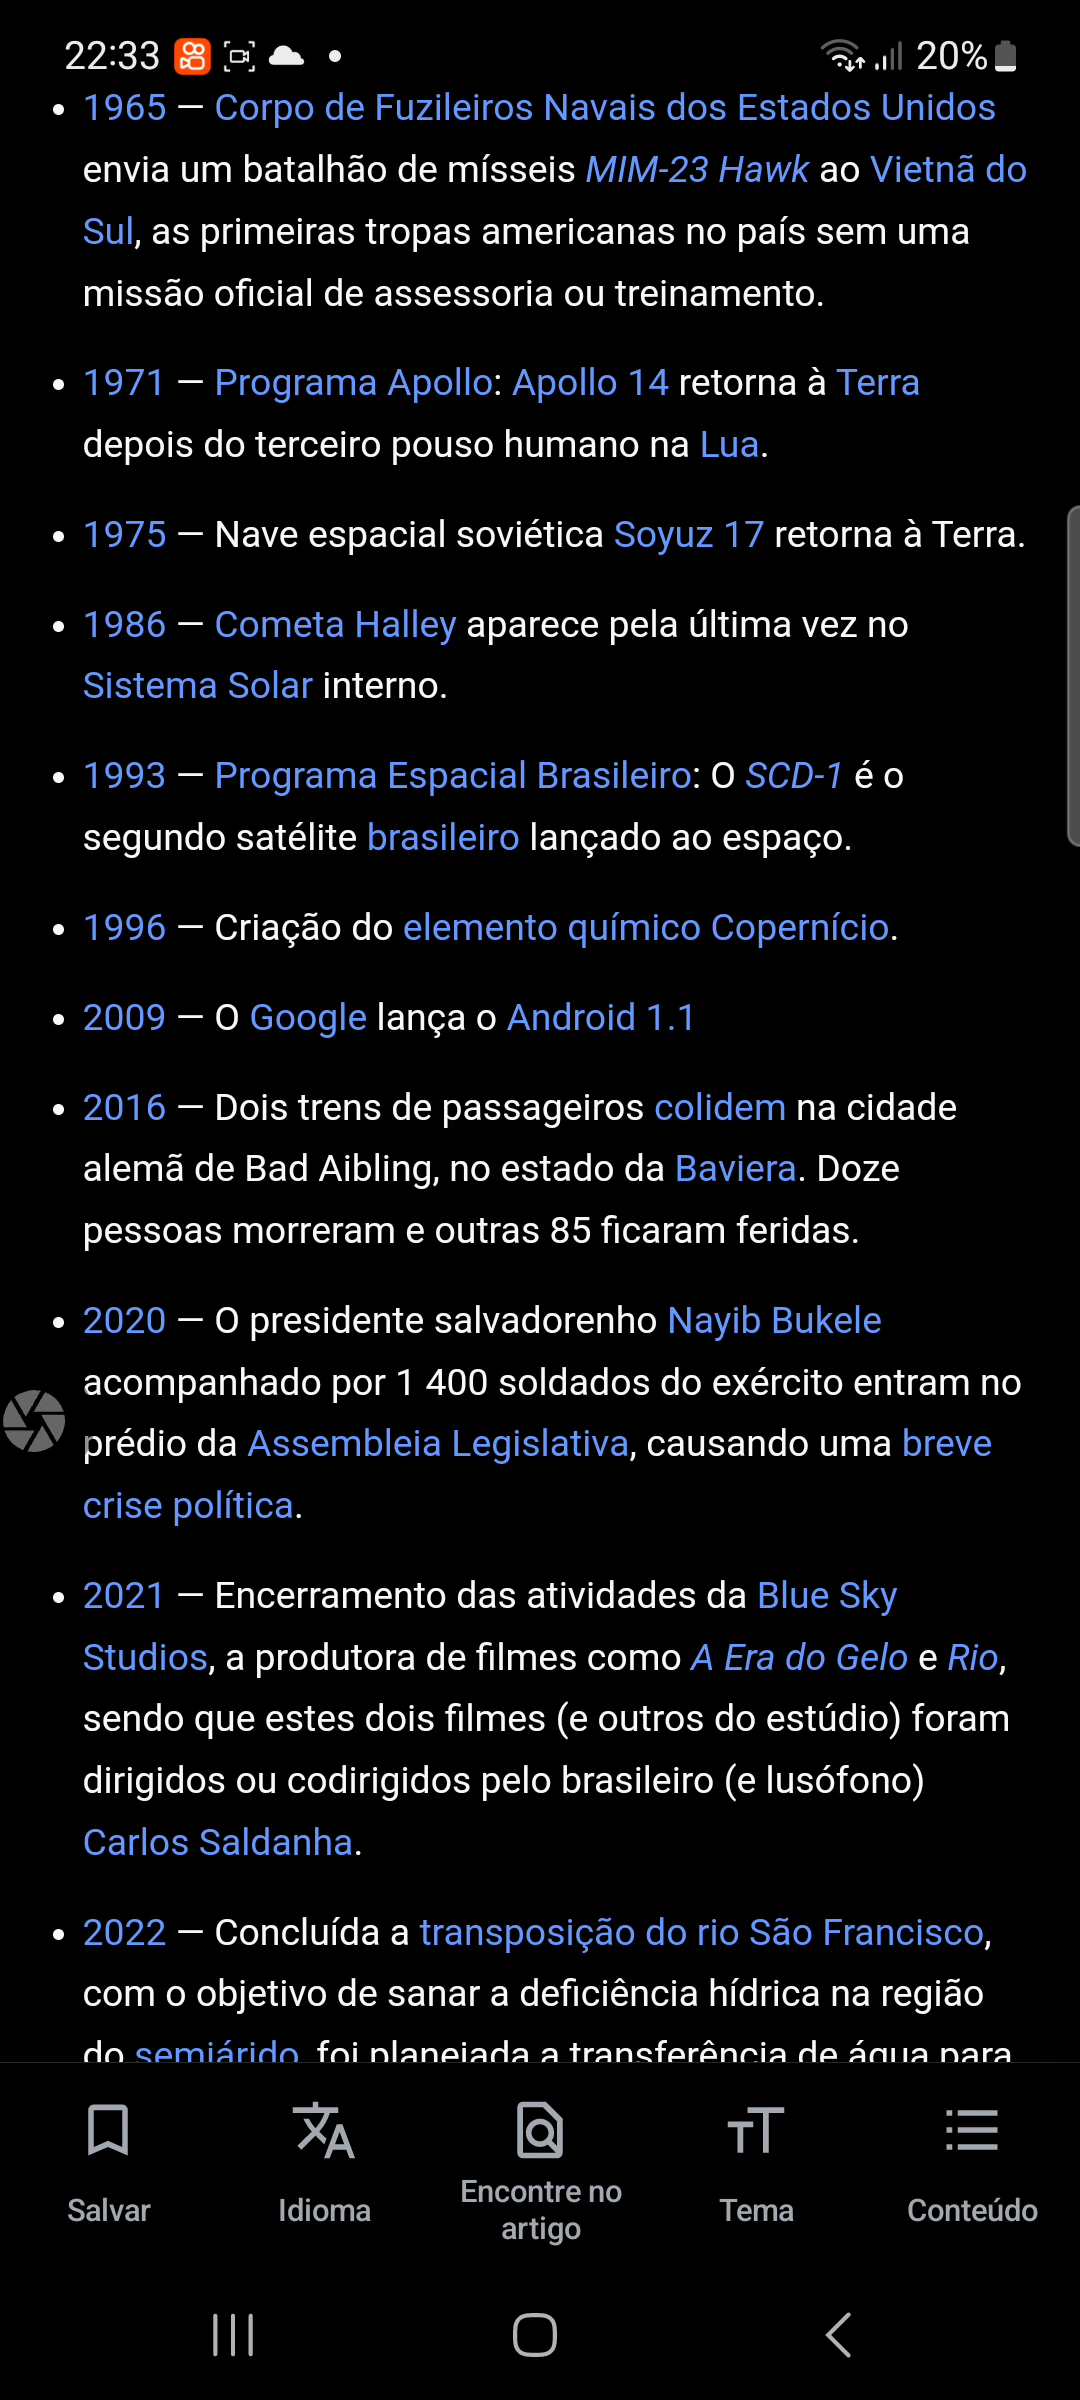 22:33
20%
• 1965 — Corpo de Fuzileiros Navais dos Estados Unidos
envia um batalhão de mísseis MIM-23 Hawk ao Vietnã do
Sul, as primeiras tropas americanas no país sem uma
missão oficial de assessoria ou treinamento.
• 1971 — Programa Apollo: Apollo 14 retorna à Terra
depois do terceiro pouso humano na Lua.
• 1975 — Nave espacial soviética Soyuz 17 retorna à Terra.
• 1986 — Cometa Halley aparece pela última vez no
Sistema Solar interno.
• 1993 — Programa Espacial Brasileiro: O SCD-1 é o
segundo satélite brasileiro lançado ao espaço.
• 1996 — Criação do elemento químico Copernício.
• 2009 — O Google lança o Android 1.1
• 2016 — Dois trens de passageiros colidem na cidade
alemã de Bad Aibling, no estado da Baviera. Doze
pessoas morreram e outras 85 ficaram feridas.
• 2020 — O presidente salvadorenho Nayib Bukele
acompanhado por 1 400 soldados do exército entram no
prédio da Assembleia Legislativa, causando uma breve
crise política.
• 2021 — Encerramento das atividades da Blue Sky
Studios, a produtora de filmes como A Era do Gelo e Rio,
sendo que estes dois filmes (e outros do estúdio) foram
dirigidos ou codirigidos pelo brasileiro (e lusófono)
Carlos Saldanha.
• 2022 — Concluída a transposição do rio São Francisco,
com o objetivo de sanar a deficiência hídrica na região
do semiárido, foi planejada a transferência de água para
Salvar
Idioma
Encontre no
artigo
Tema
Conteúdo